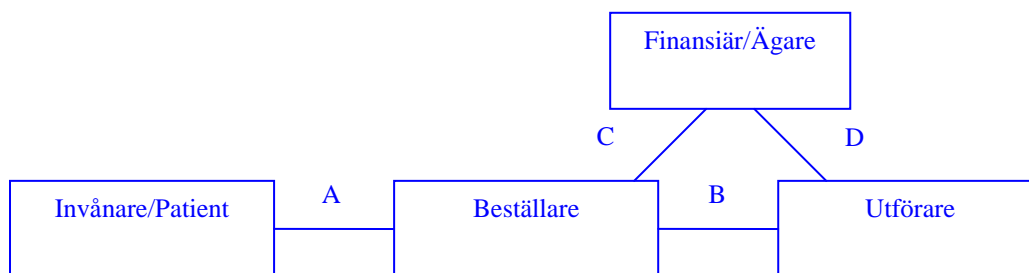 Finansiär/Ägare
C
D
Invånare/Patient
A
Beställare
B
Utförare